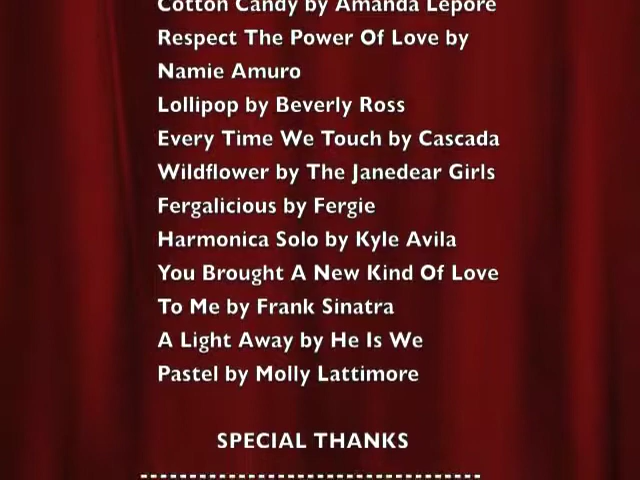 Cotton Candy by Amanda Lepore
Respect The Power Of Love by
Namie Amuro
Lollipop by Beverly Ross
Every Time We Touch by Cascada
Wildflower by The Janedear Girls
Fergalicious by Fergie
Harmonica Solo by Kyle Avila
You Brought A New Kind Of Love
To Me by Frank Sinatra
A Light Away by He Is We
Pastel by Molly Lattimore
SPECIAL THANKS
-----------------------------------